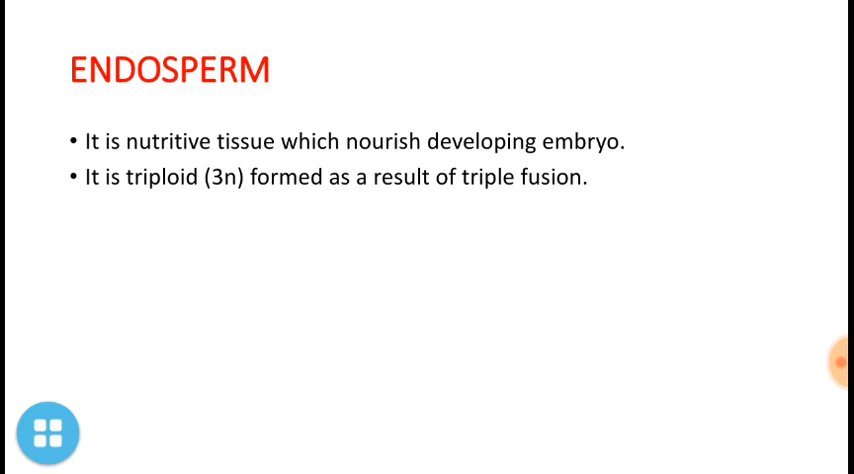 ENDOSPERM
• It is nutritive tissue which nourish developing embryo.
• It is triploid (3n) formed as a result of triple fusion.